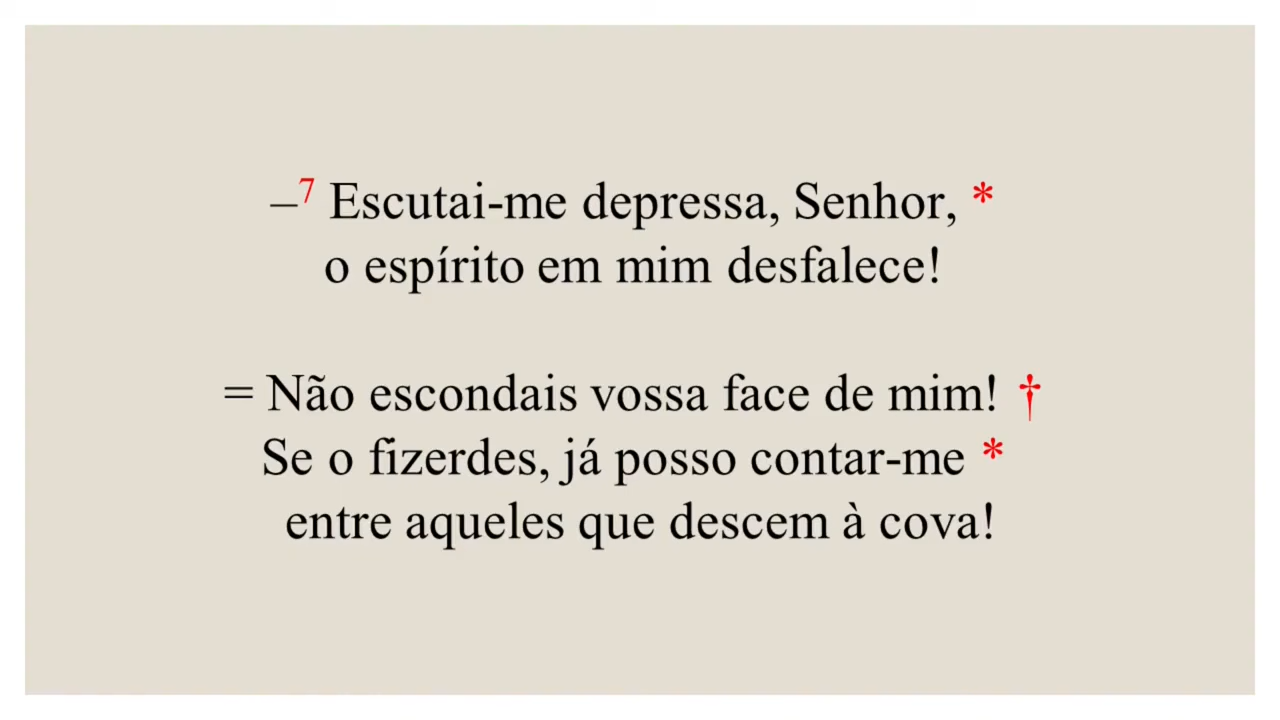 –⁷ Escutai-me depressa, Senhor, *
o espírito em mim desfalece!
= Não escondais vossa face de mim! †
Se o fizerdes, já posso contar-me *
entre aqueles que descem à cova!